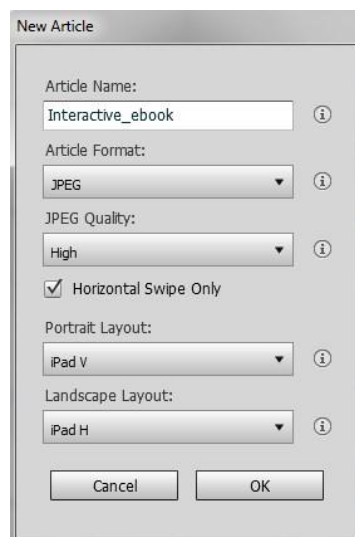 New Article
Article Name:
Interactive_ebook
Article Format:
JPEG
JPEG Quality:
High
Horizontal Swipe Only
Portrait Layout:
iPad V
Landscape Layout:
iPad H
Cancel OK